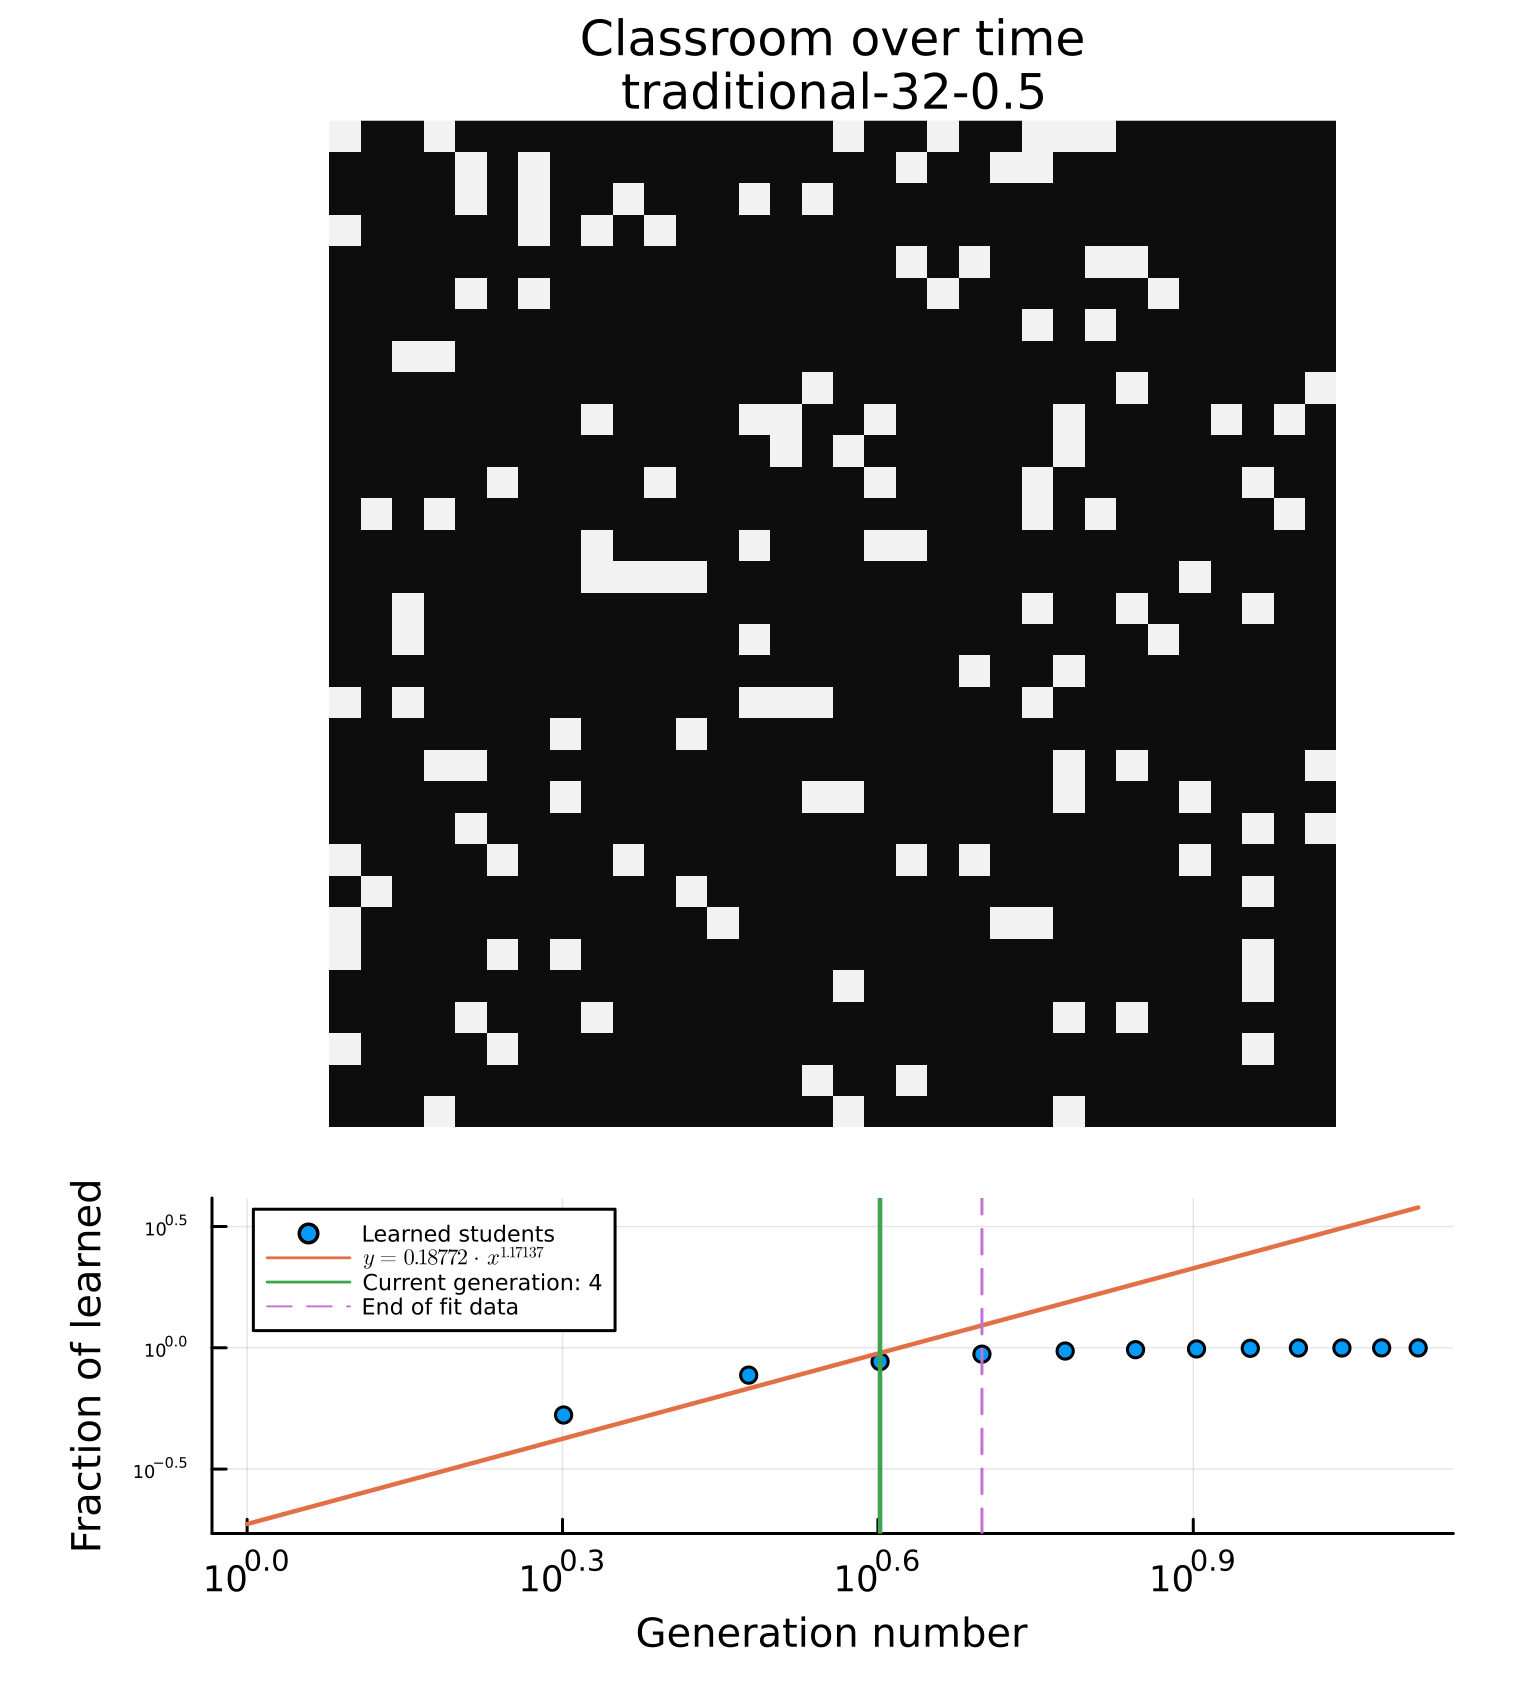 Classroom over time
traditional-32-0.5
Fraction of learned
10^0.5
10^0.0
10^−0.5
Learned students
y = 0.18772 · x^1.17137
Current generation: 4
End of fit data
10^0.0 10^0.3 10^0.6 10^0.9
Generation number